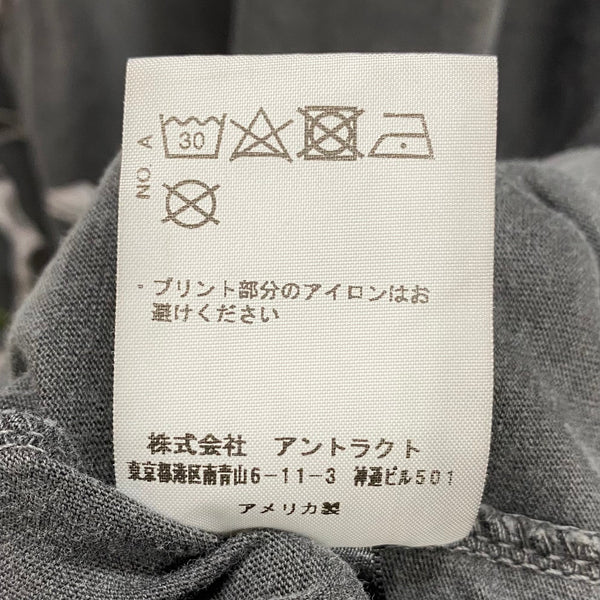 NO. A
30
・プリント部分のアイロンはお
避けください
株式会社 アントラクト
東京都港区南青山6-11-3 神通ビル501
アメリカ製